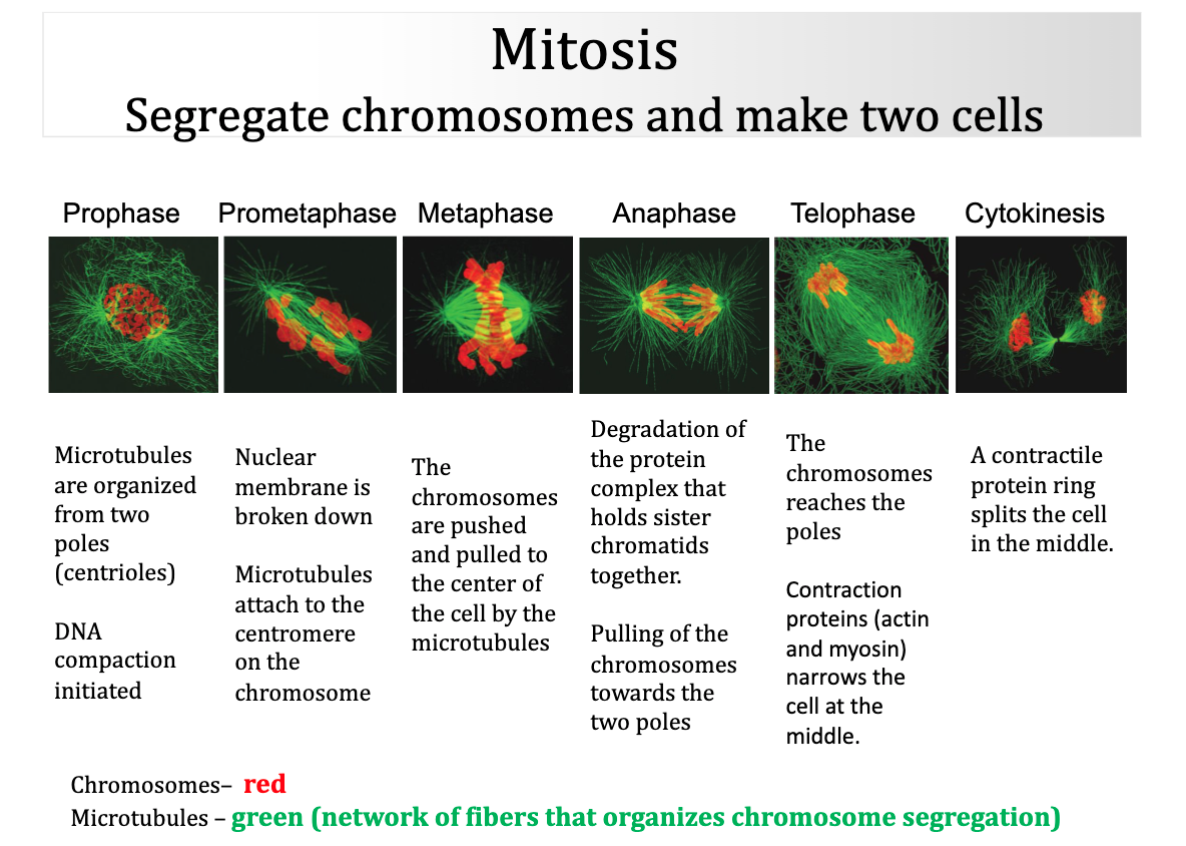 Mitosis
Segregate chromosomes and make two cells
Prophase
Prometaphase
Metaphase
Anaphase
Telophase
Cytokinesis
Microtubules
are organized
from two
poles
(centrioles)
DNA
compaction
initiated
Nuclear
membrane is
broken down
Microtubules
attach to the
centromere
on the
chromosome
The
chromosomes
are pushed
and pulled to
the center of
the cell by the
microtubules
Degradation of
the protein
complex that
holds sister
chromatids
together.
Pulling of the
chromosomes
towards the
two poles
The
chromosomes
reaches the
poles
Contraction
proteins (actin
and myosin)
narrows the
cell at the
middle.
A contractile
protein ring
splits the cell
in the middle.
Chromosomes– red
Microtubules – green (network of fibers that organizes chromosome segregation)